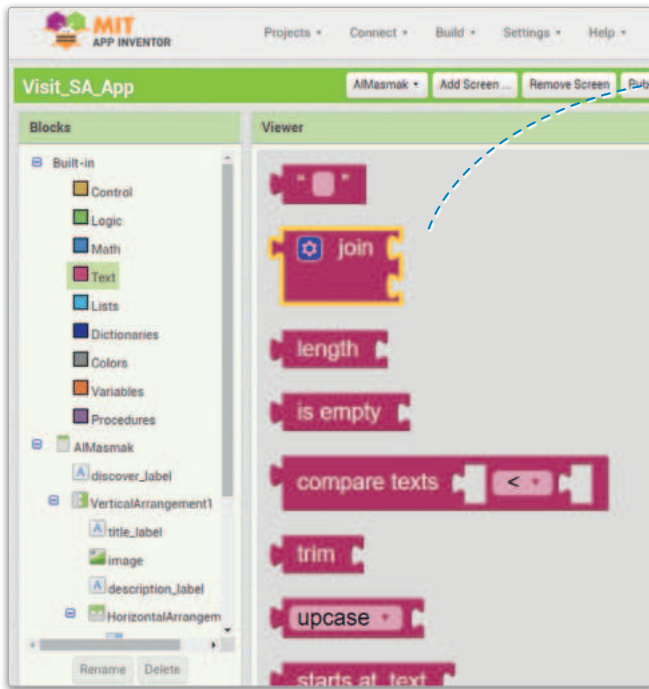 MIT
APP INVENTOR
Projects Connect Build Settings Help
Visit_SA_App
AlMasmak Add Screen ... Remove Screen Pub
Blocks
Viewer
Built-in
Control
Logic
Math
Text
Lists
Dictionaries
Colors
Variables
Procedures
AlMasmak
discover_label
VerticalArrangement1
title_label
image
description_label
HorizontalArrangem
Rename Delete
" "
join
length
is empty
compare texts <
trim
upcase
starts at text